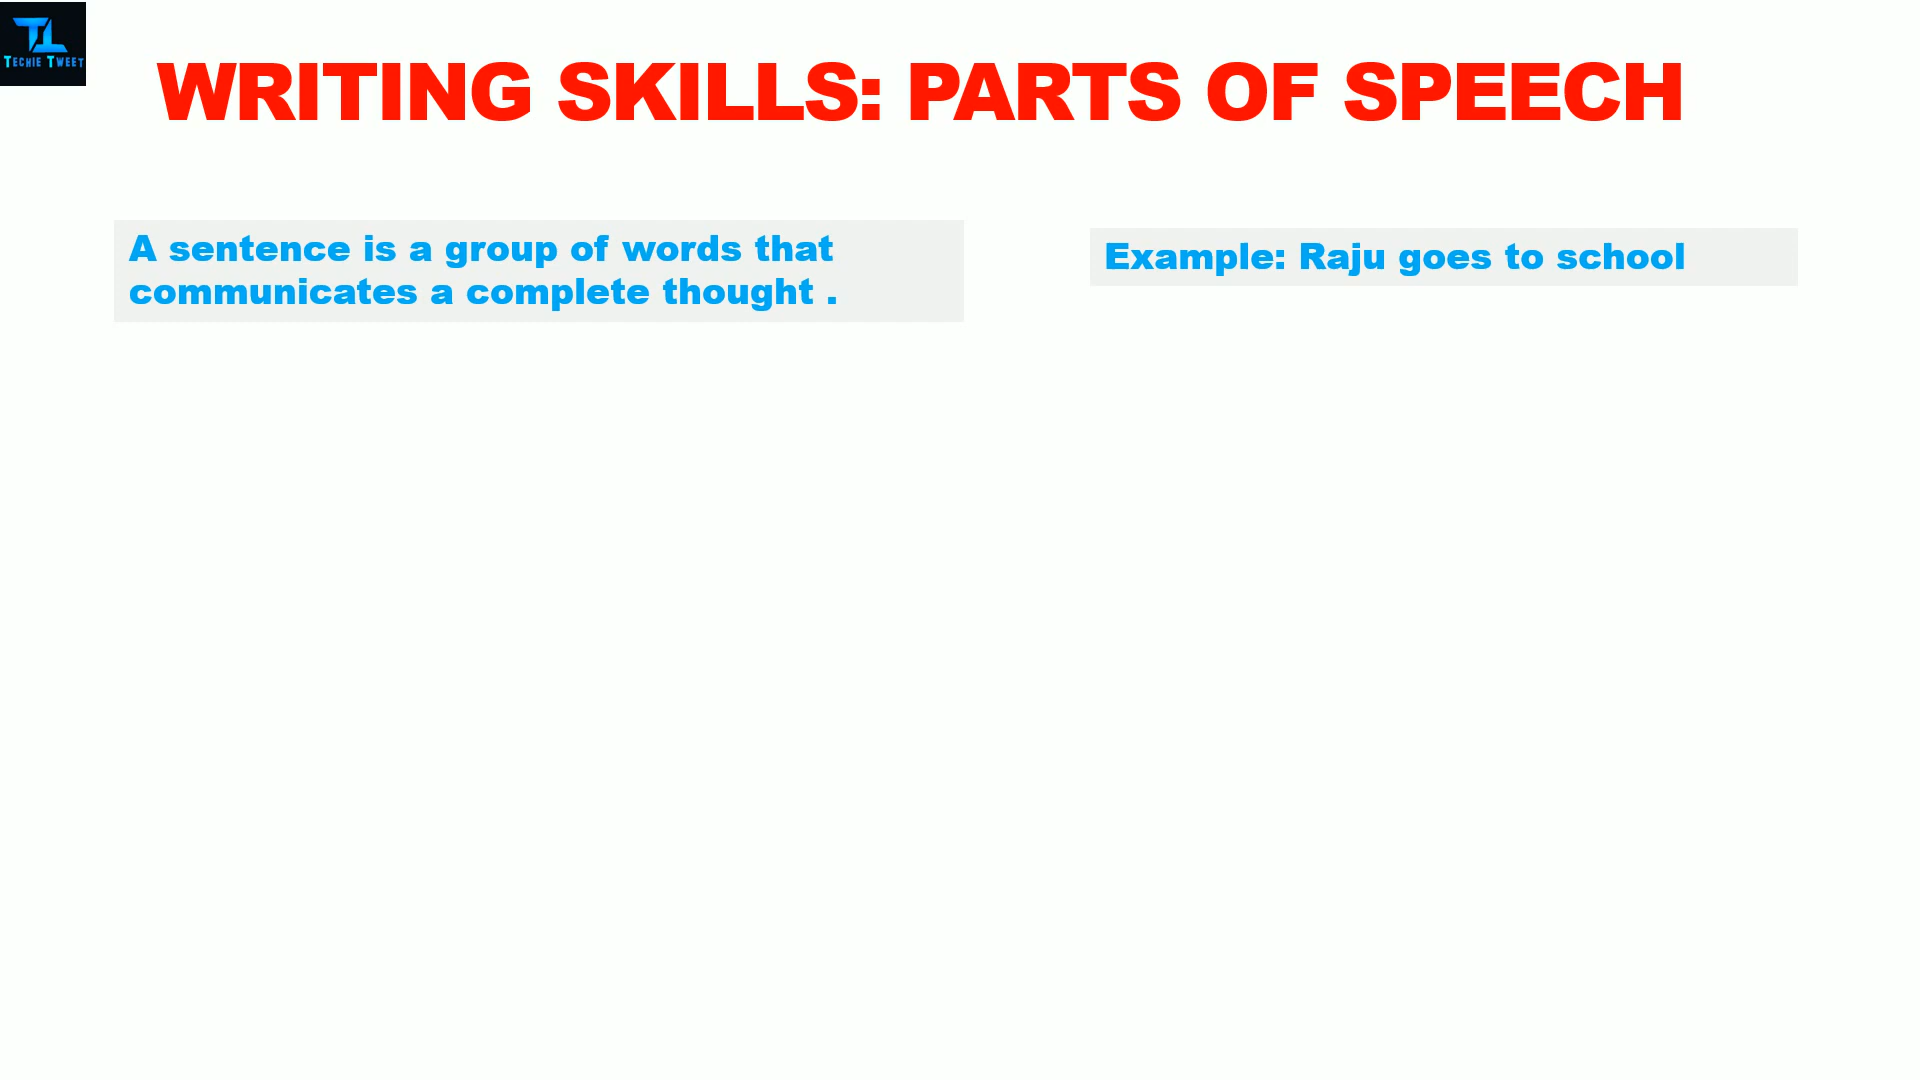 TECHIE TWEET
WRITING SKILLS: PARTS OF SPEECH
A sentence is a group of words that
communicates a complete thought .
Example: Raju goes to school